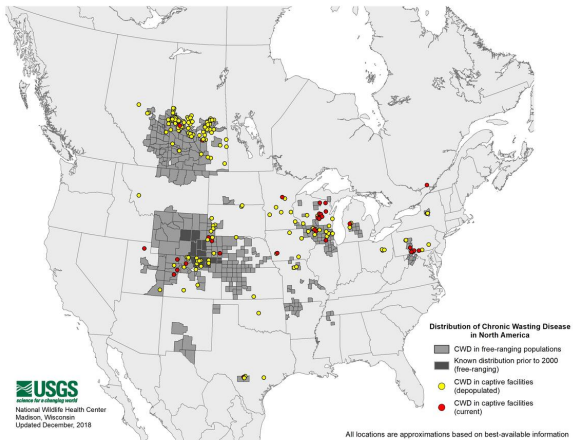 Distribution of Chronic Wasting Disease
in North America
CWD in free-ranging populations
Known distribution prior to 2000
(free-ranging)
CWD in captive facilities
(depopulated)
CWD in captive facilities
(current)
USGS
science for a changing world
National Wildlife Health Center
Madison, Wisconsin
Updated December, 2018
All locations are approximations based on best-available information